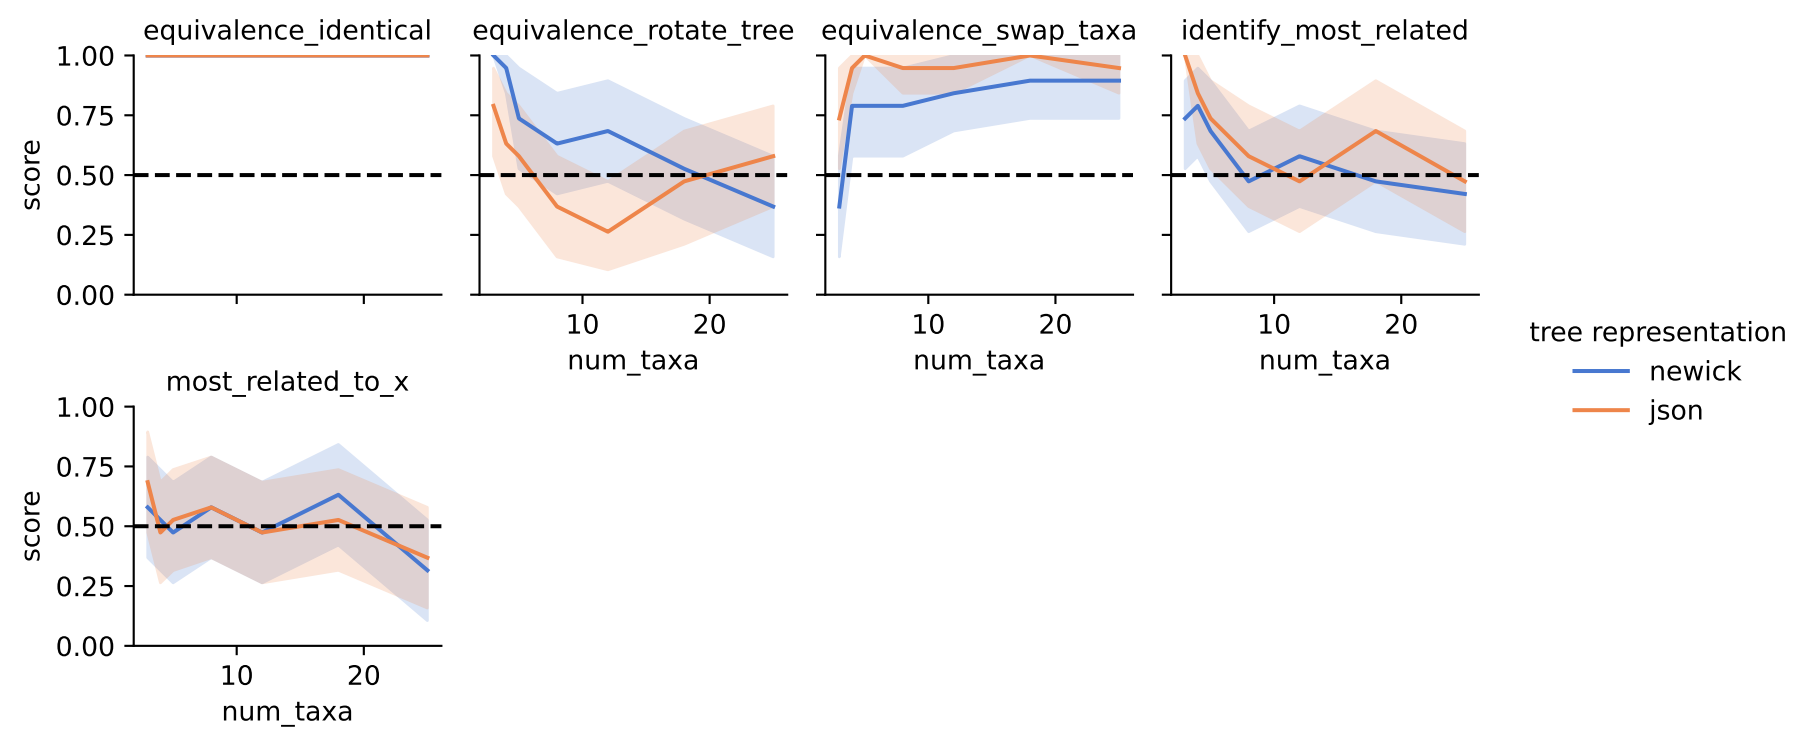 equivalence_identical
equivalence_rotate_tree
equivalence_swap_taxa
identify_most_related
1.00
0.75
0.50
0.25
0.00
score
10
20
num_taxa
10
20
num_taxa
10
20
num_taxa
tree representation
newick
json
most_related_to_x
1.00
0.75
0.50
0.25
0.00
score
10
20
num_taxa